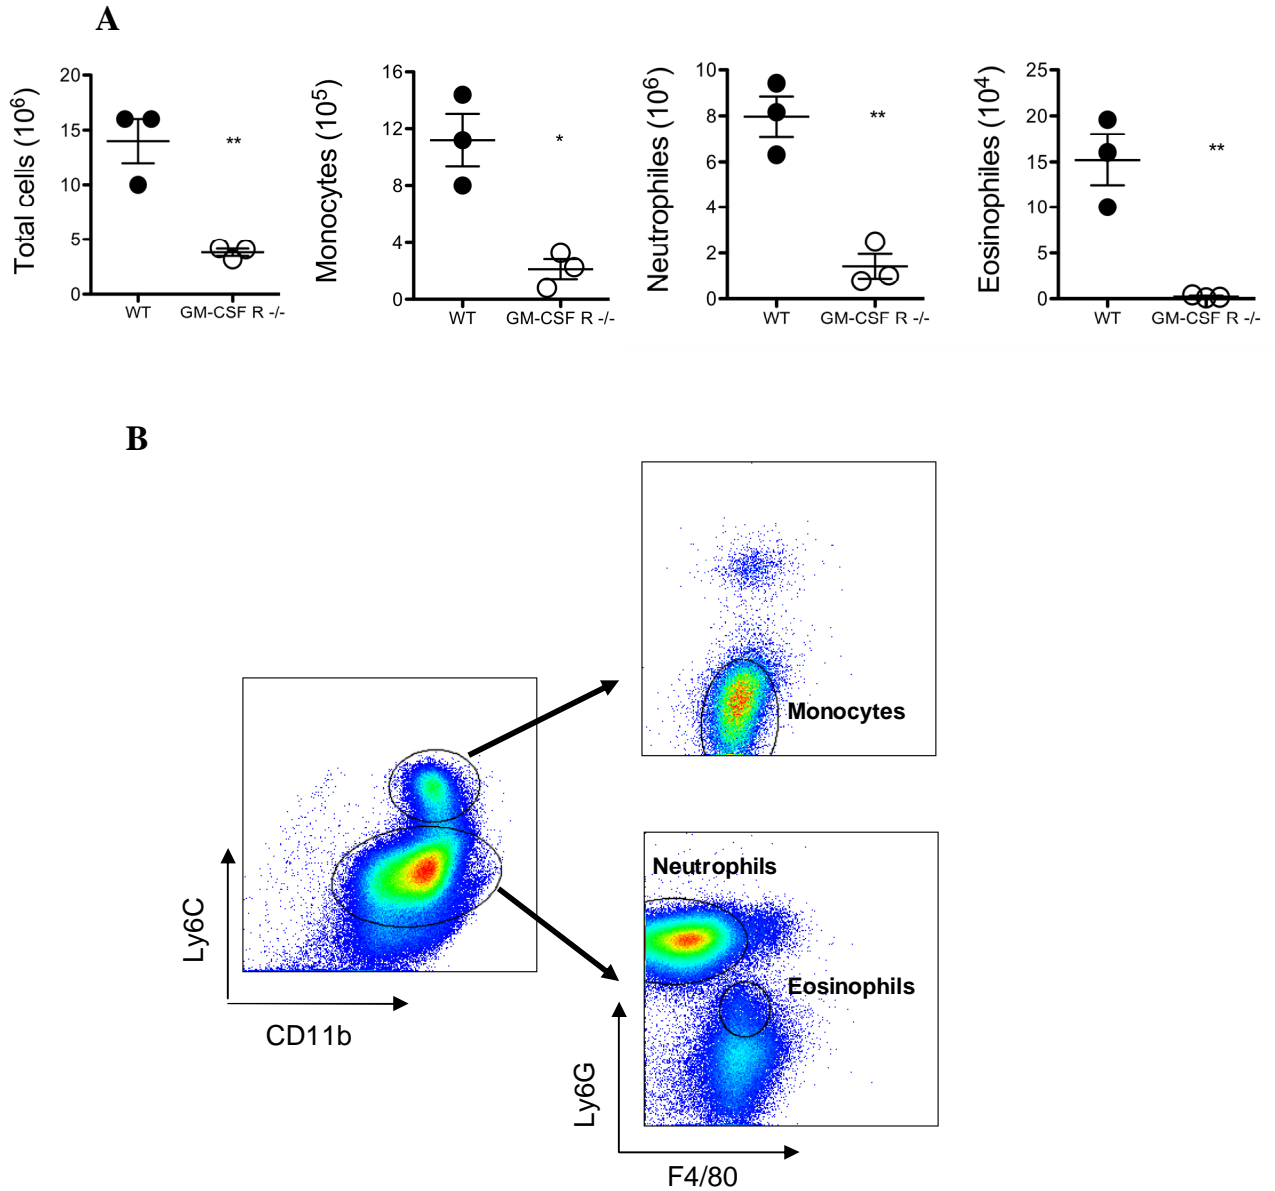 A
Total cells (10⁶)
20
15
10
5
0
**
WT
GM-CSF R -/-
Monocytes (10⁵)
16
12
8
4
0
*
WT
GM-CSF R -/-
Neutrophiles (10⁶)
10
8
6
4
2
0
**
WT
GM-CSF R -/-
Eosinophiles (10⁴)
25
20
15
10
5
0
**
WT
GM-CSF R -/-
B
Ly6C
CD11b
Monocytes
Neutrophils
Eosinophils
Ly6G
F4/80